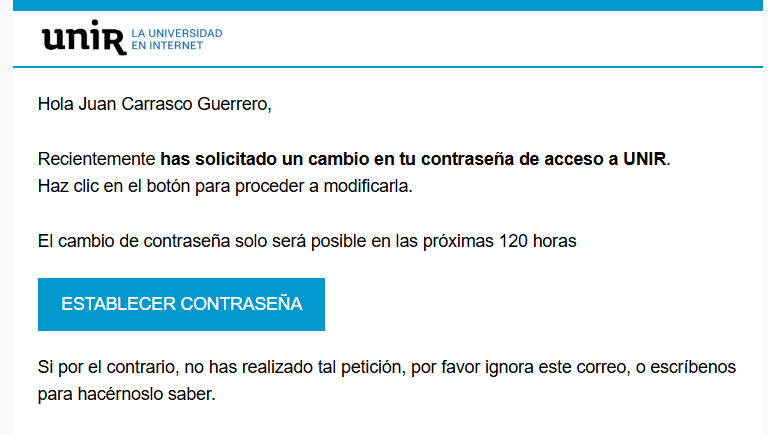 unir LA UNIVERSIDAD
EN INTERNET
Hola Juan Carrasco Guerrero,
Recientemente has solicitado un cambio en tu contraseña de acceso a UNIR.
Haz clic en el botón para proceder a modificarla.
El cambio de contraseña solo será posible en las próximas 120 horas
ESTABLECER CONTRASEÑA
Si por el contrario, no has realizado tal petición, por favor ignora este correo, o escríbenos
para hacérnoslo saber.